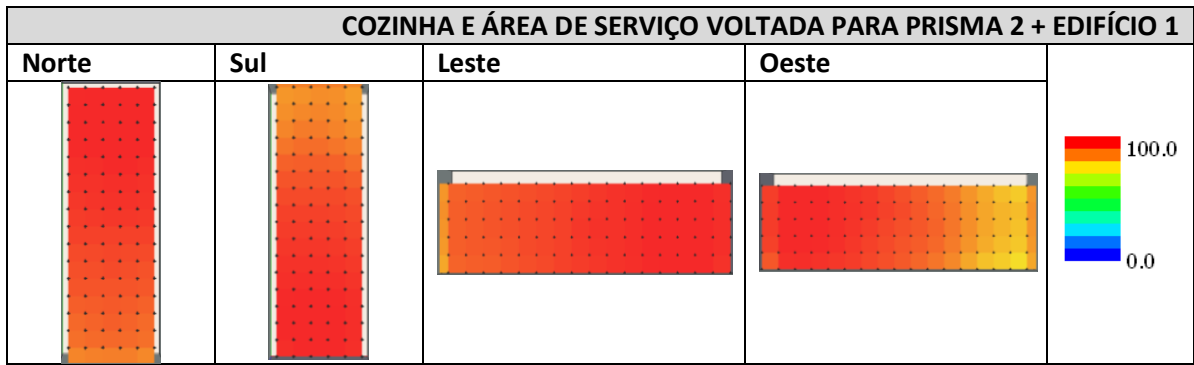 COZINHA E ÁREA DE SERVIÇO VOLTADA PARA PRISMA 2 + EDIFÍCIO 1
Norte Sul Leste Oeste
100.0
0.0